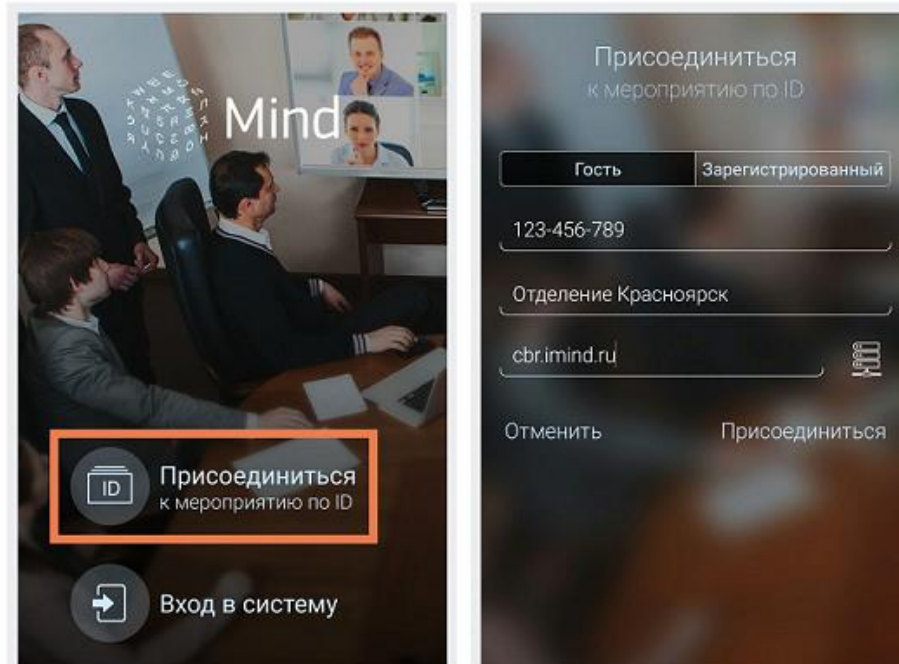 Mind
ID
Присоединиться
к мероприятию по ID
Вход в систему
Присоединиться
к мероприятию по ID
Гость
Зарегистрированный
123-456-789
Отделение Красноярск
cbr.imind.ru
Отменить
Присоединиться